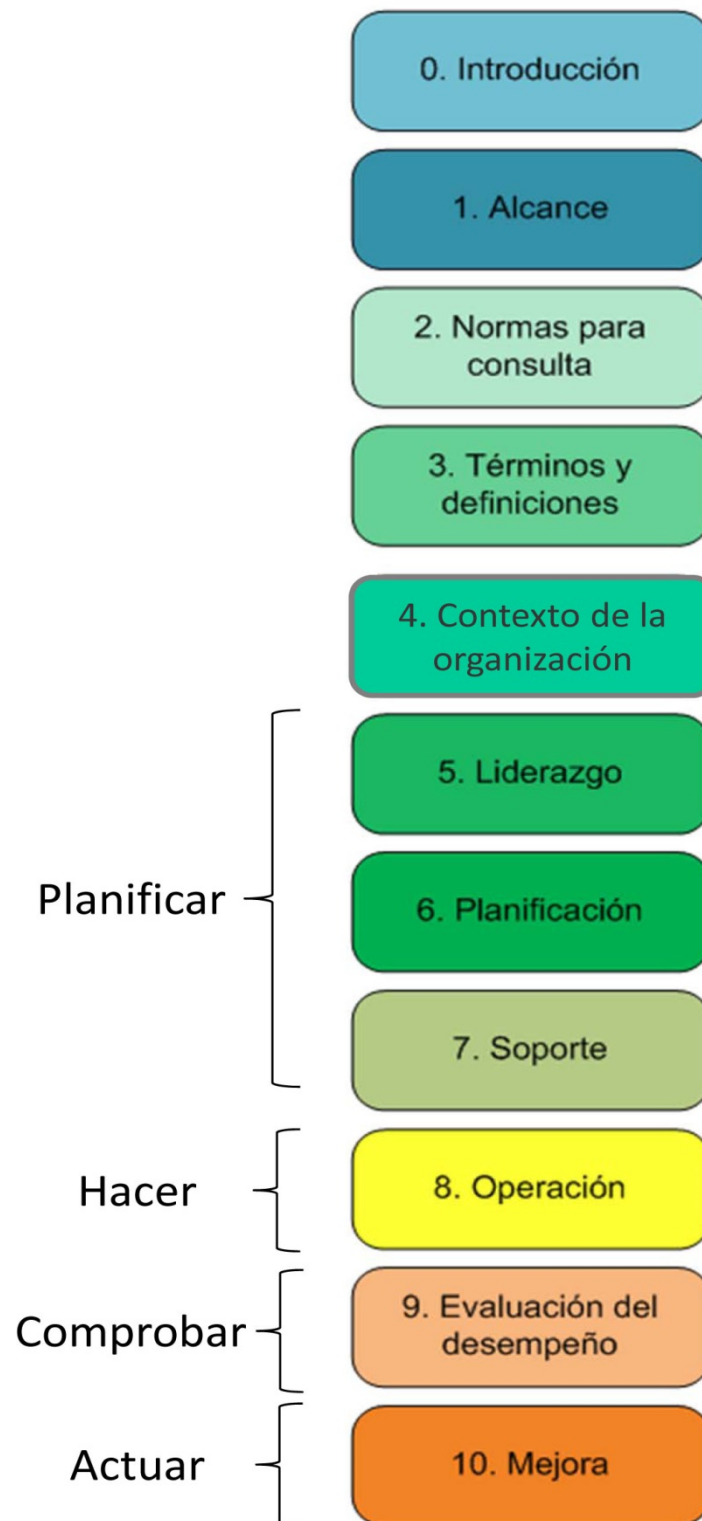 0. Introducción
1. Alcance
2. Normas para
consulta
3. Términos y
definiciones
4. Contexto de la
organización
5. Liderazgo
Planificar
6. Planificación
7. Soporte
Hacer
8. Operación
Comprobar
9. Evaluación del
desempeño
Actuar
10. Mejora